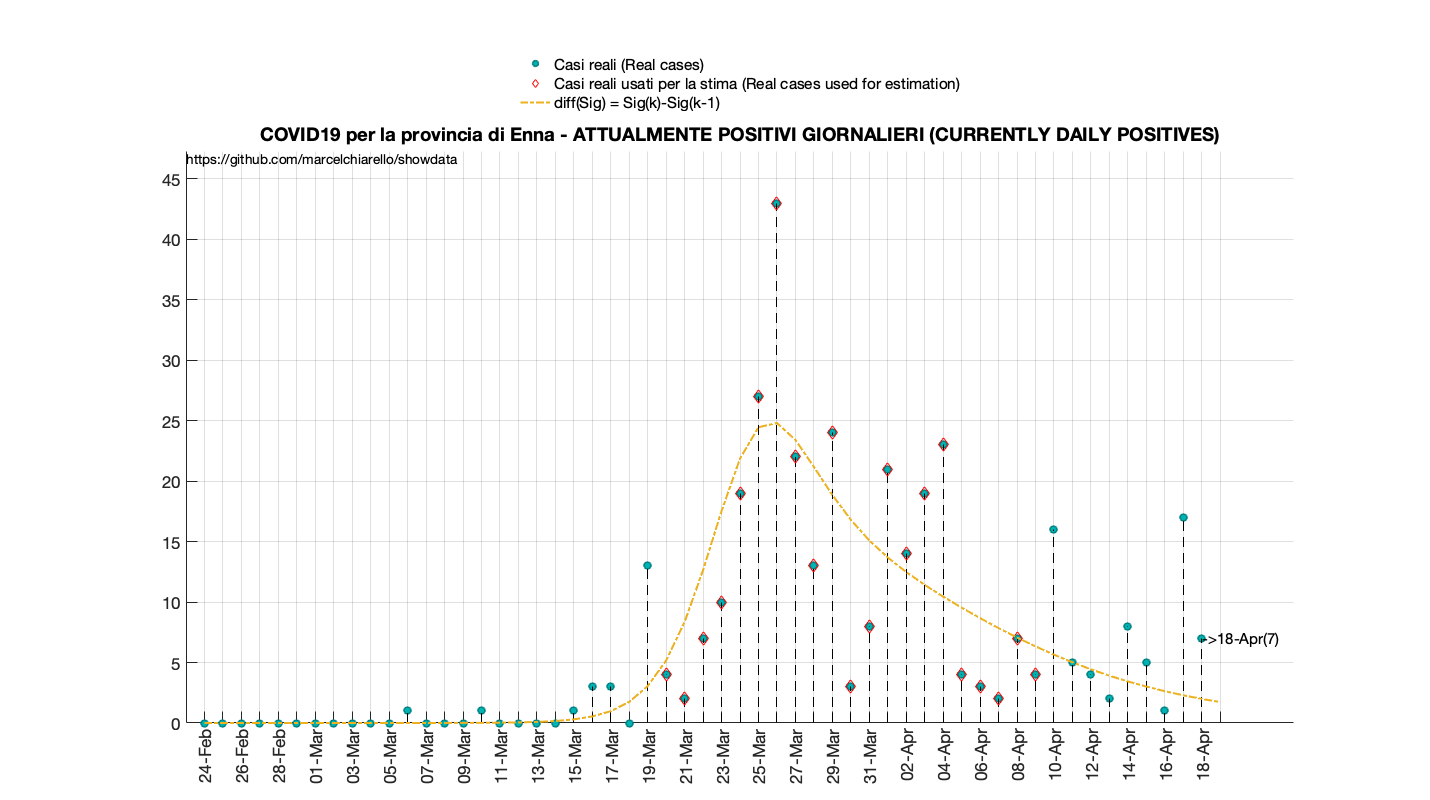 Casi reali (Real cases)
Casi reali usati per la stima (Real cases used for estimation)
diff(Sig) = Sig(k)-Sig(k-1)
COVID19 per la provincia di Enna - ATTUALMENTE POSITIVI GIORNALIERI (CURRENTLY DAILY POSITIVES)
https://github.com/marcelchiarello/showdata
45
40
35
30
25
20
15
10
5
0
->18-Apr(7)
24-Feb
26-Feb
28-Feb
01-Mar
03-Mar
05-Mar
07-Mar
09-Mar
11-Mar
13-Mar
15-Mar
17-Mar
19-Mar
21-Mar
23-Mar
25-Mar
27-Mar
29-Mar
31-Mar
02-Apr
04-Apr
06-Apr
08-Apr
10-Apr
12-Apr
14-Apr
16-Apr
18-Apr